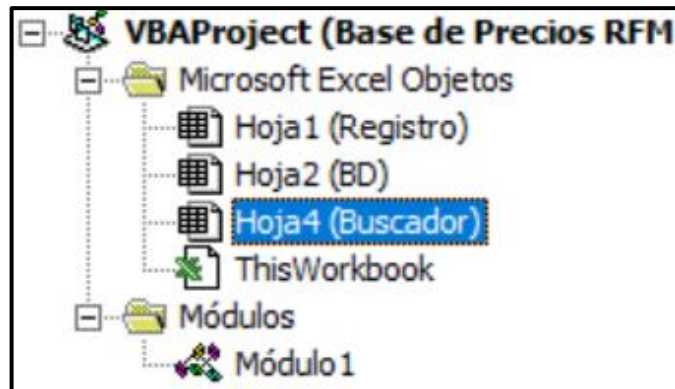 VBAProject (Base de Precios RFM
Microsoft Excel Objetos
Hoja1 (Registro)
Hoja2 (BD)
Hoja4 (Buscador)
ThisWorkbook
Módulos
Módulo1